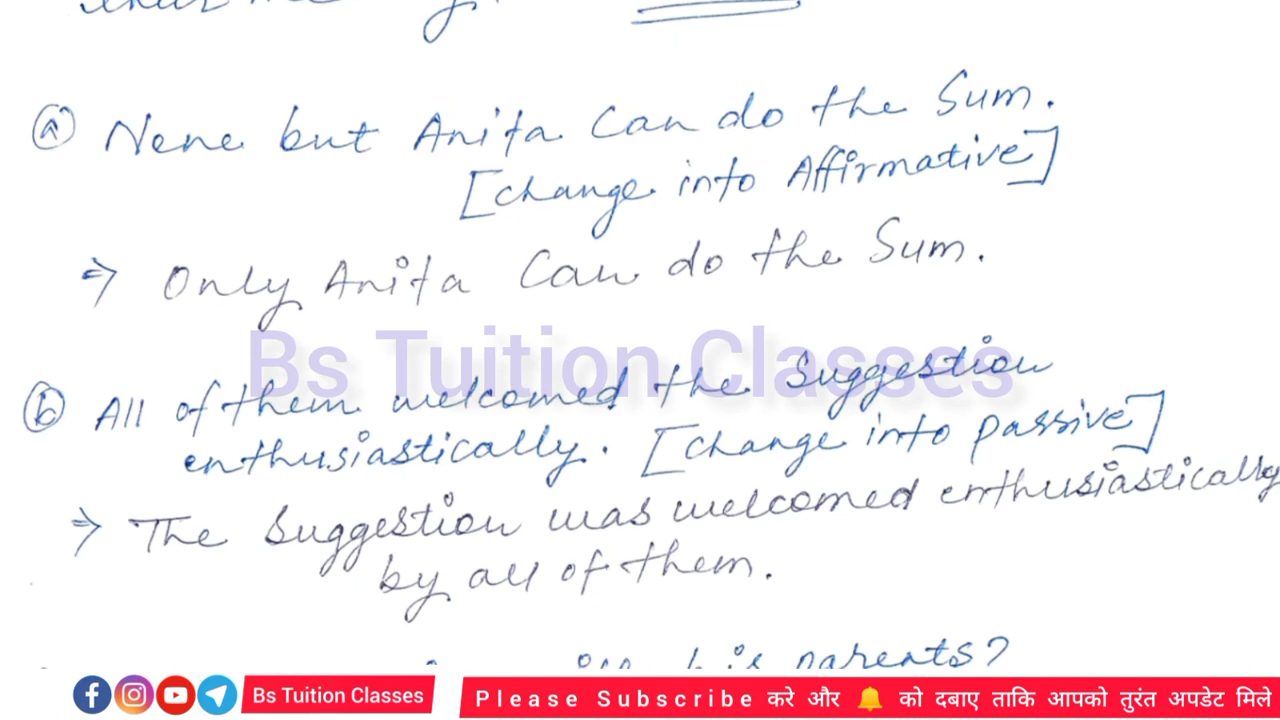 (a) Nene but Anita Can do the Sum.
[change into Affirmative]
⇒ Only Anita Can do the Sum.
Bs Tuition Classes
(b) All of them welcomed the Suggestion
enthusiastically. [change into passive]
⇒ The Suggestion was welcomed enthusiastically
by all of them.
his parents?
Bs Tuition Classes
Please Subscribe करे और 🔔 को दबाए ताकि आपको तुरंत अपडेट मिले